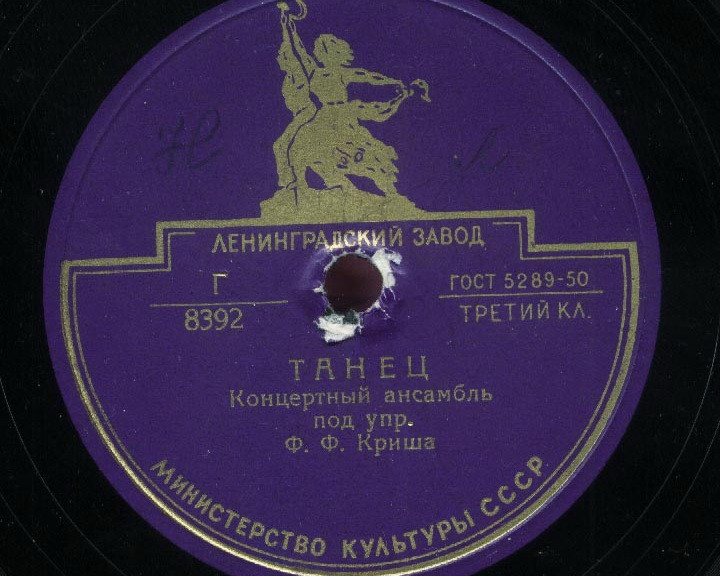 ЛЕНИНГРАДСКИЙ ЗАВОД
Г
8392
ГОСТ 5289-50
ТРЕТИЙ КЛ.
ТАНЕЦ
Концертный ансамбль
под упр.
Ф. Ф. Криша
МИНИСТЕРСТВО КУЛЬТУРЫ СССР